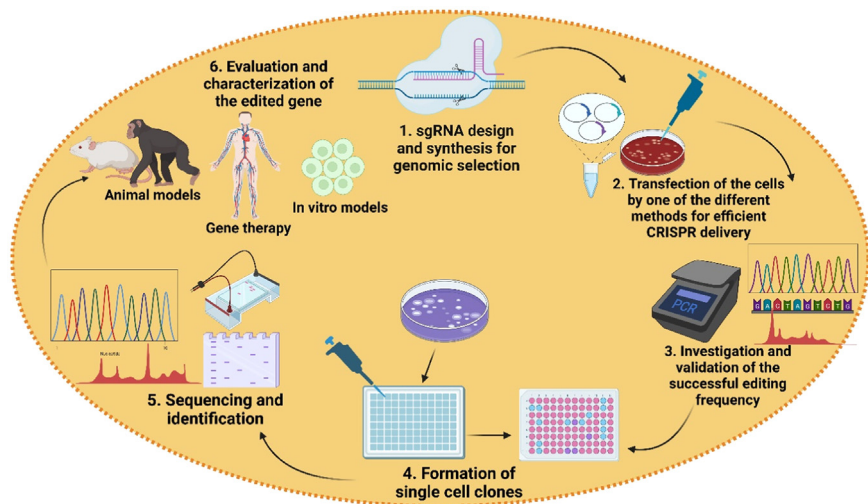 6. Evaluation and
characterization of
the edited gene
Animal models
Gene therapy
In vitro models
1. sgRNA design
and synthesis for
genomic selection
2. Transfection of the cells
by one of the different
methods for efficient
CRISPR delivery
PCR
G A G T A G T C T G
3. Investigation and
validation of the
successful editing
frequency
4. Formation of
single cell clones
5. Sequencing and
identification